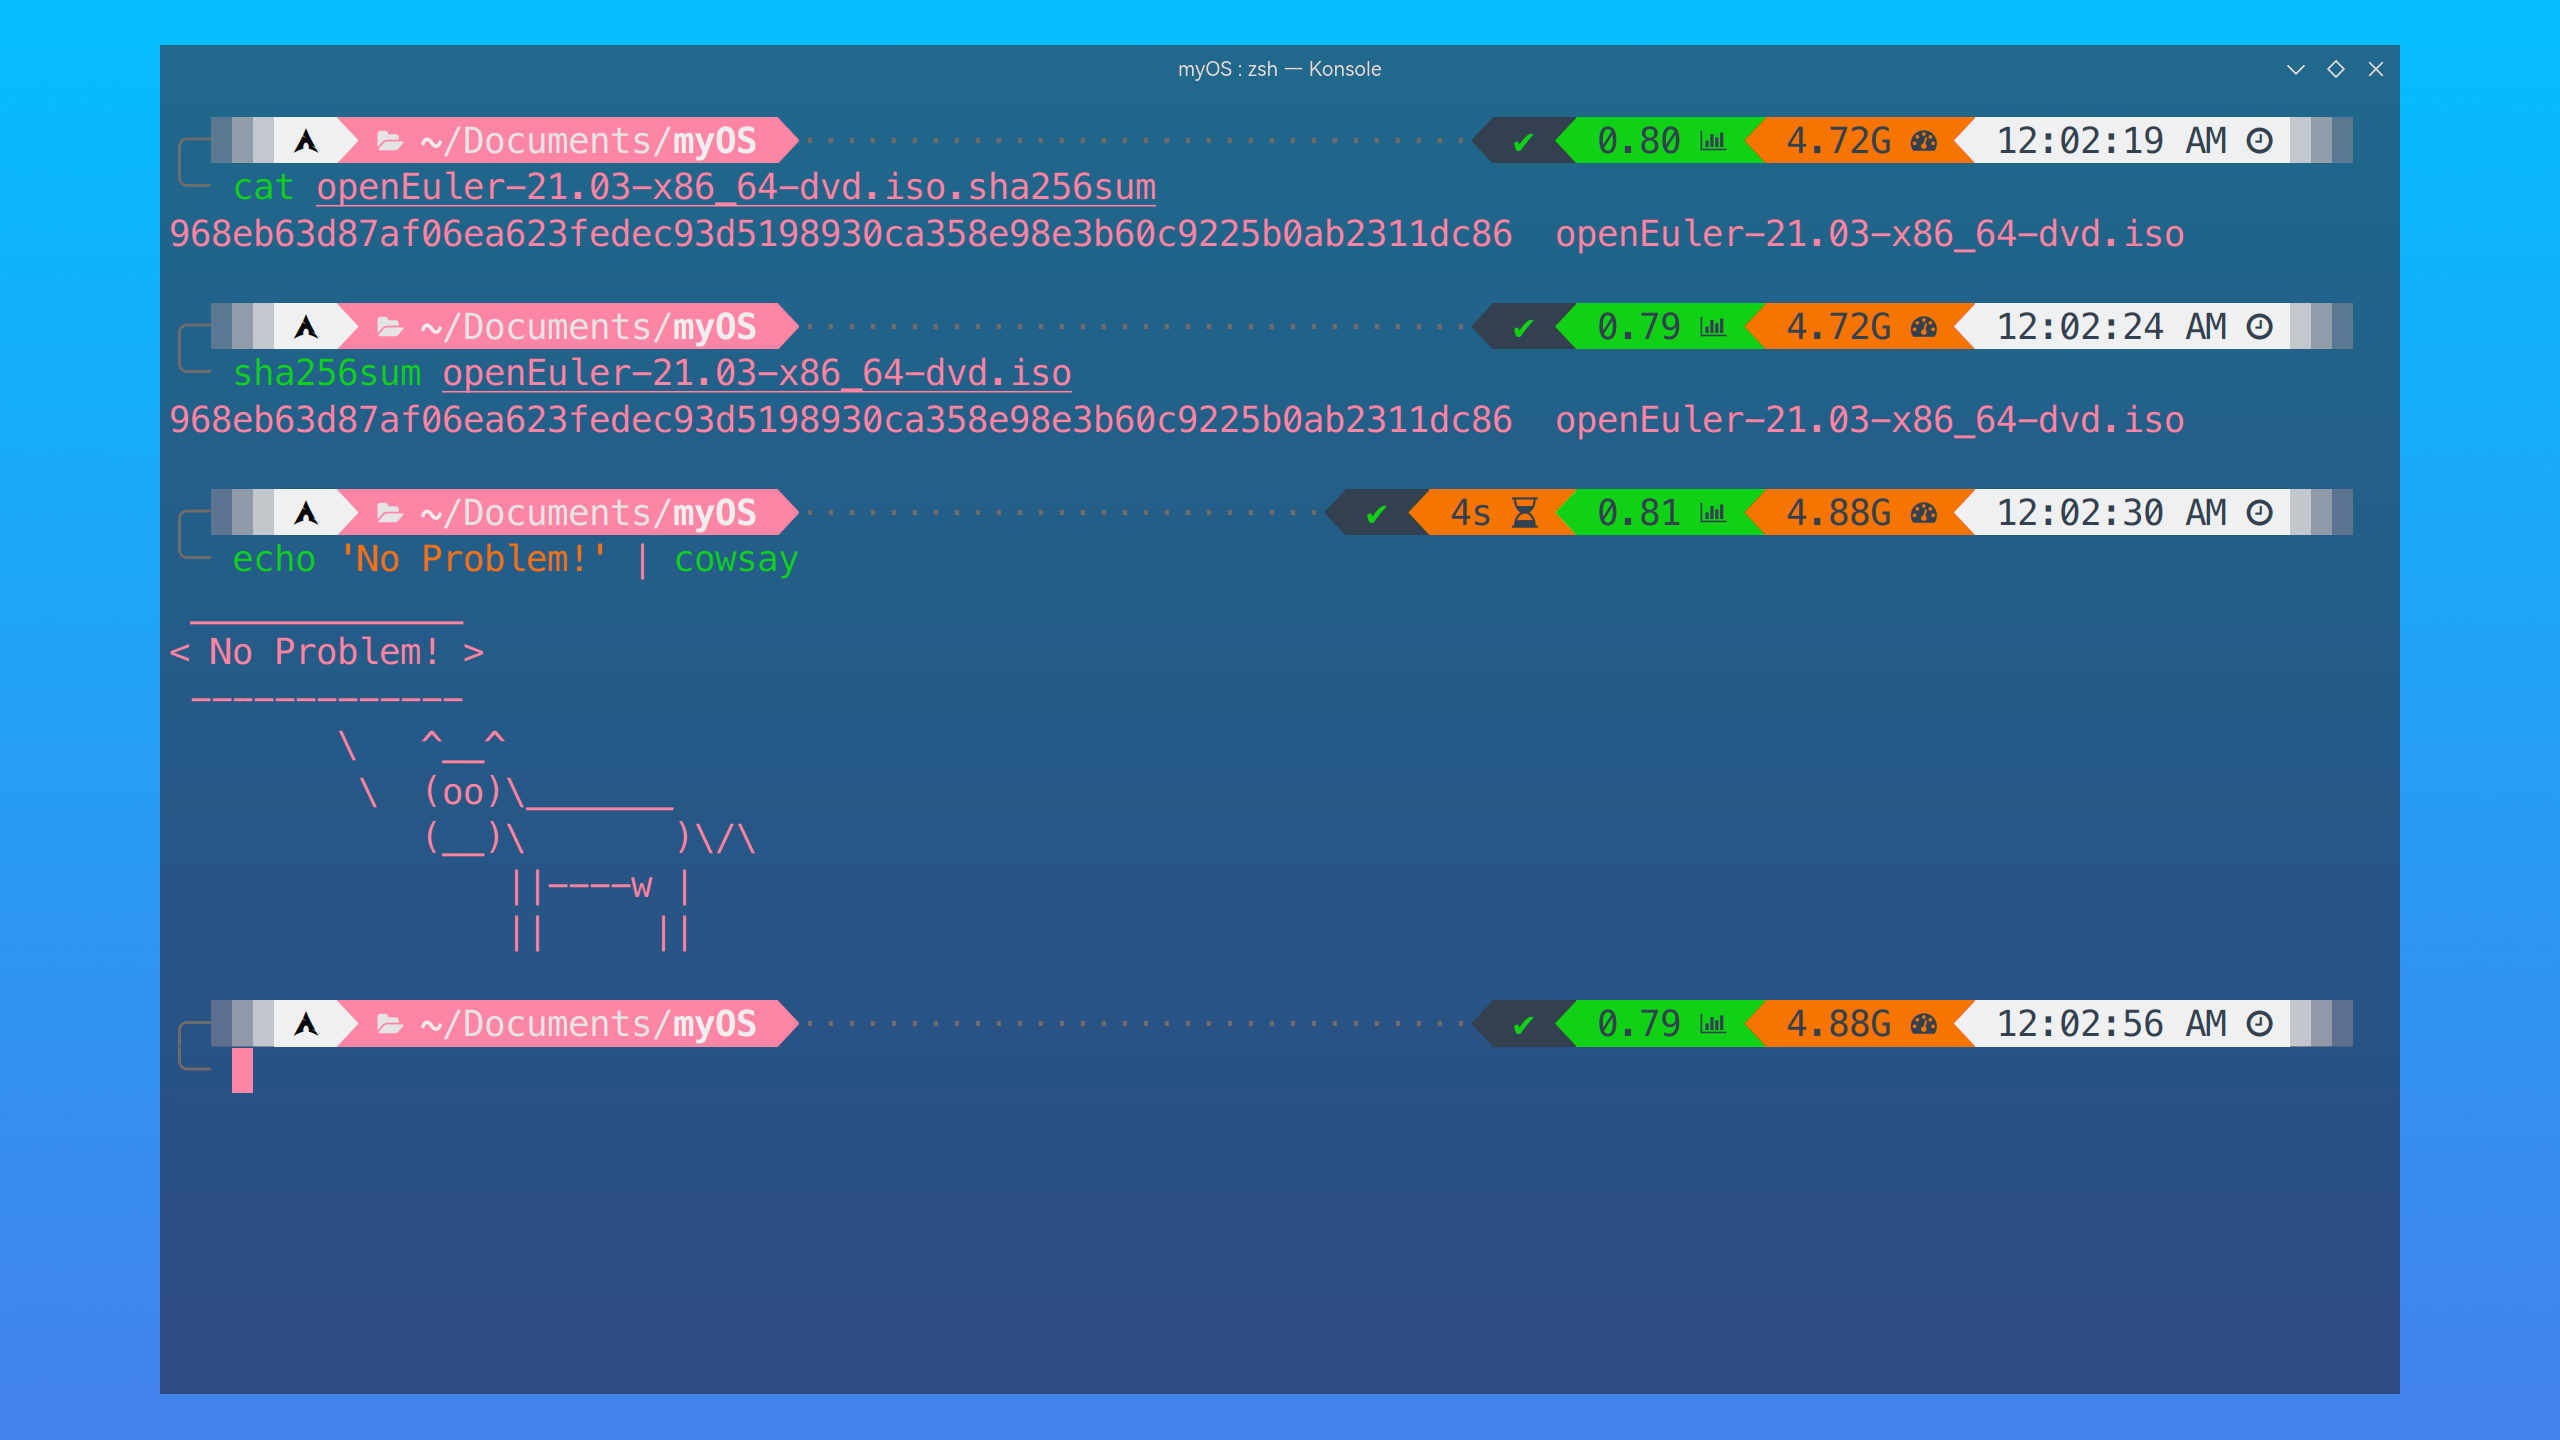 myOS : zsh — Konsole
~/Documents/myOS ✔ 0.80 4.72G 12:02:19 AM
cat openEuler-21.03-x86_64-dvd.iso.sha256sum
968eb63d87af06ea623fedec93d5198930ca358e98e3b60c9225b0ab2311dc86  openEuler-21.03-x86_64-dvd.iso
~/Documents/myOS ✔ 0.79 4.72G 12:02:24 AM
sha256sum openEuler-21.03-x86_64-dvd.iso
968eb63d87af06ea623fedec93d5198930ca358e98e3b60c9225b0ab2311dc86  openEuler-21.03-x86_64-dvd.iso
~/Documents/myOS ✔ 4s 0.81 4.88G 12:02:30 AM
echo 'No Problem!' | cowsay
 _____________
< No Problem! >
 -------------
        \   ^__^
         \  (oo)\_______
            (__)\       )\/\
                ||----w |
                ||     ||
~/Documents/myOS ✔ 0.79 4.88G 12:02:56 AM